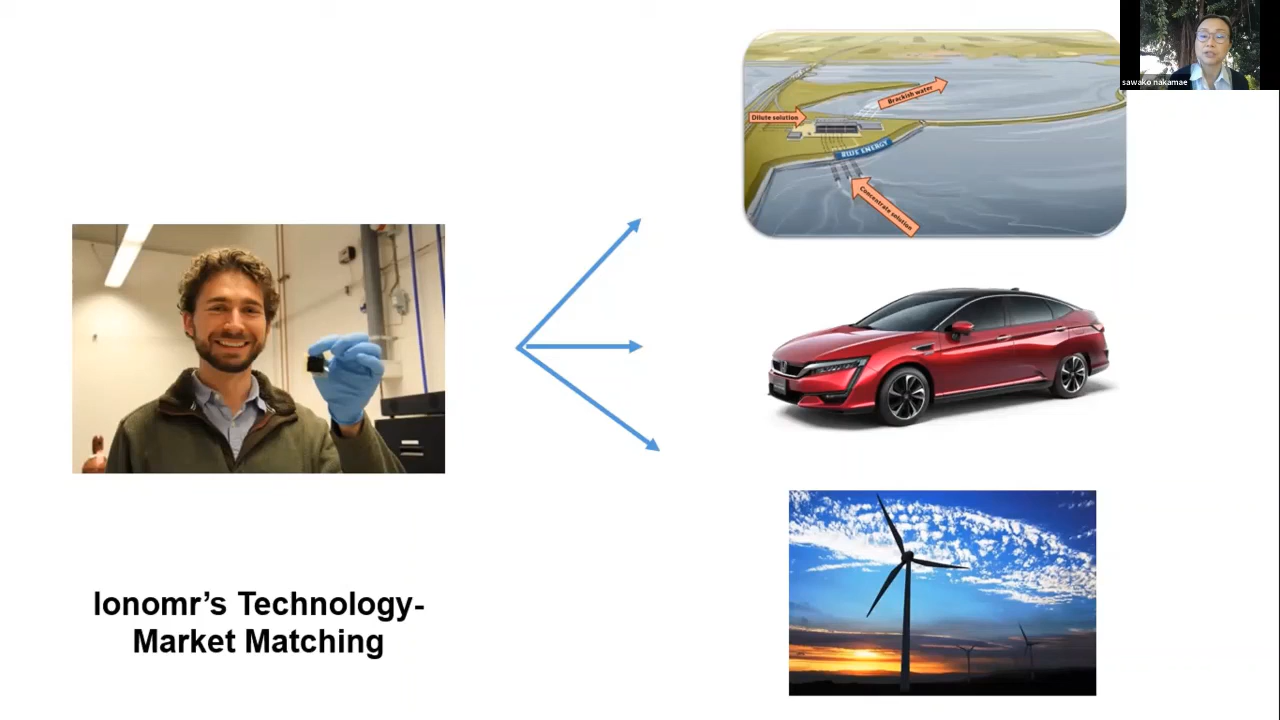 sawako nakamae
Brackish water
Dilute solution
BLUE ENERGY
Concentrate solution
Ionomr’s Technology-
Market Matching